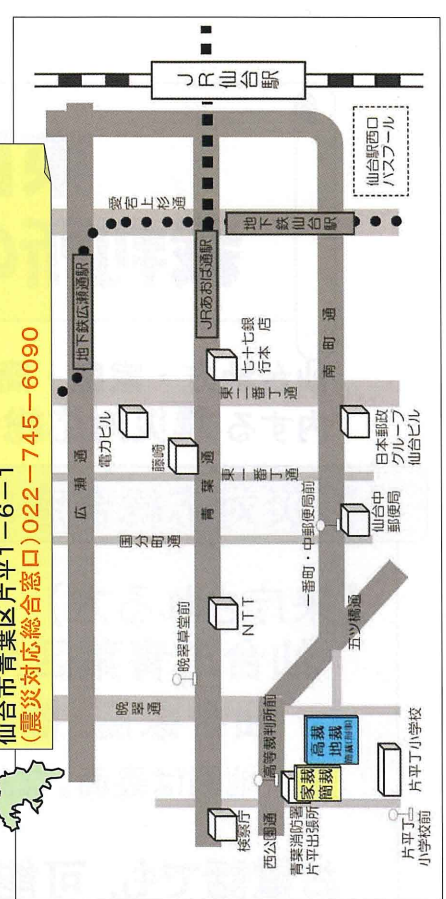 仙台市青葉区片平1－6－1
(震災対応総合窓口)022－745－6090
JR仙台駅
仙台駅西口
バスプール
愛宕上杉通
地下鉄仙台駅
地下鉄広瀬通駅
JRあおば通駅
七十七銀
行本店
東二番丁通
南町通
電力ビル
藤崎
日本郵政
グループ
仙台ビル
広瀬通
青葉通
東一番丁通
一番町・中郵便局前
仙台中
郵便局
国分町通
NTT
晩翠草堂前
五ツ橋通
晩翠通
高等裁判所前
高裁
地裁
家裁
簡裁
検察庁
西公園通
青葉消防署
片平出張所
片平丁小学校
片平丁
小学校前